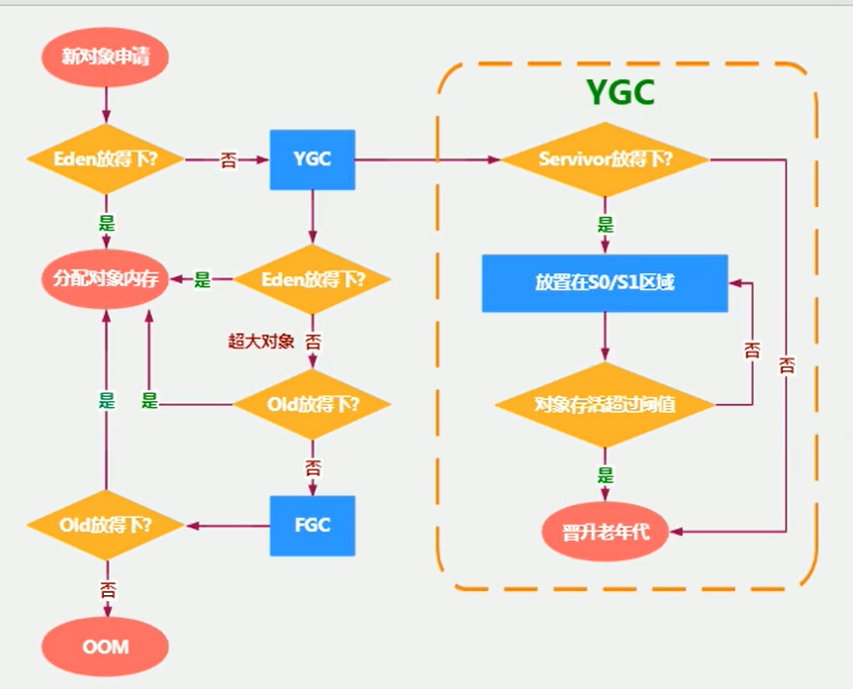 新对象申请
YGC
Eden放得下?
否
YGC
Servivor放得下?
是
是
分配对象内存
是
Eden放得下?
放置在S0/S1区域
超大对象
否
否
否
是
是
Old放得下?
对象存活超过阈值
否
是
Old放得下?
FGC
晋升老年代
否
OOM